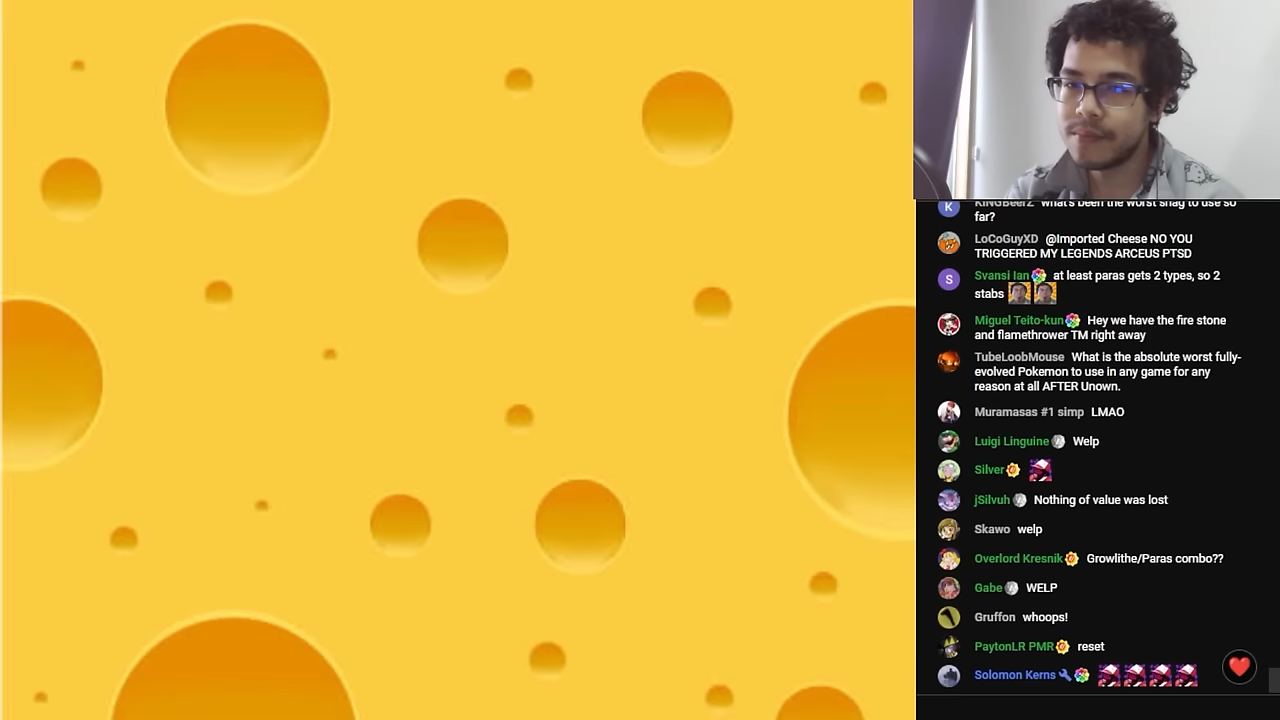 K KINGBeerZ what's been the worst snag to use so
far?
LoCoGuyXD @Imported Cheese NO YOU
TRIGGERED MY LEGENDS ARCEUS PTSD
S Svansi Ian at least paras gets 2 types, so 2
stabs
Miguel Teito-kun Hey we have the fire stone
and flamethrower TM right away
TubeLoobMouse What is the absolute worst fully-
evolved Pokemon to use in any game for any
reason at all AFTER Unown.
Muramasas #1 simp LMAO
Luigi Linguine Welp
Silver
jSilvuh Nothing of value was lost
Skawo welp
Overlord Kresnik Growlithe/Paras combo??
Gabe WELP
Gruffon whoops!
PaytonLR PMR reset
Solomon Kerns